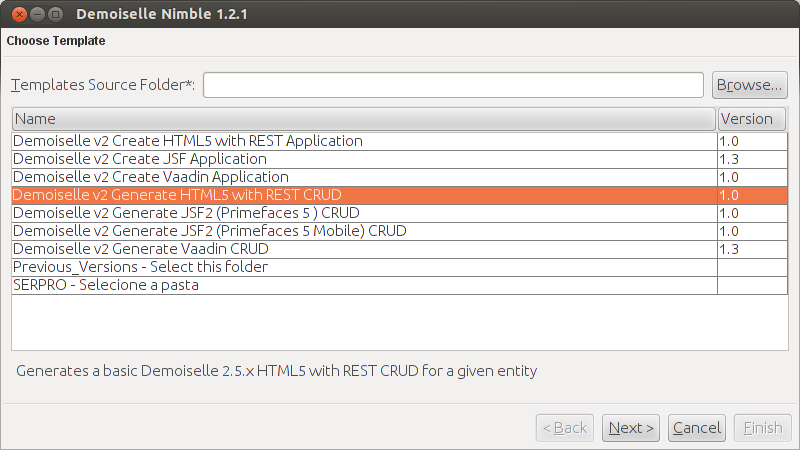 Demoiselle Nimble 1.2.1
Choose Template
Templates Source Folder*: Browse...
Name Version
Demoiselle v2 Create HTML5 with REST Application 1.0
Demoiselle v2 Create JSF Application 1.3
Demoiselle v2 Create Vaadin Application 1.0
Demoiselle v2 Generate HTML5 with REST CRUD 1.0
Demoiselle v2 Generate JSF2 (Primefaces 5 ) CRUD 1.0
Demoiselle v2 Generate JSF2 (Primefaces 5 Mobile) CRUD 1.0
Demoiselle v2 Generate Vaadin CRUD 1.3
Previous_Versions - Select this folder
SERPRO - Selecione a pasta
Generates a basic Demoiselle 2.5.x HTML5 with REST CRUD for a given entity
< Back Next > Cancel Finish